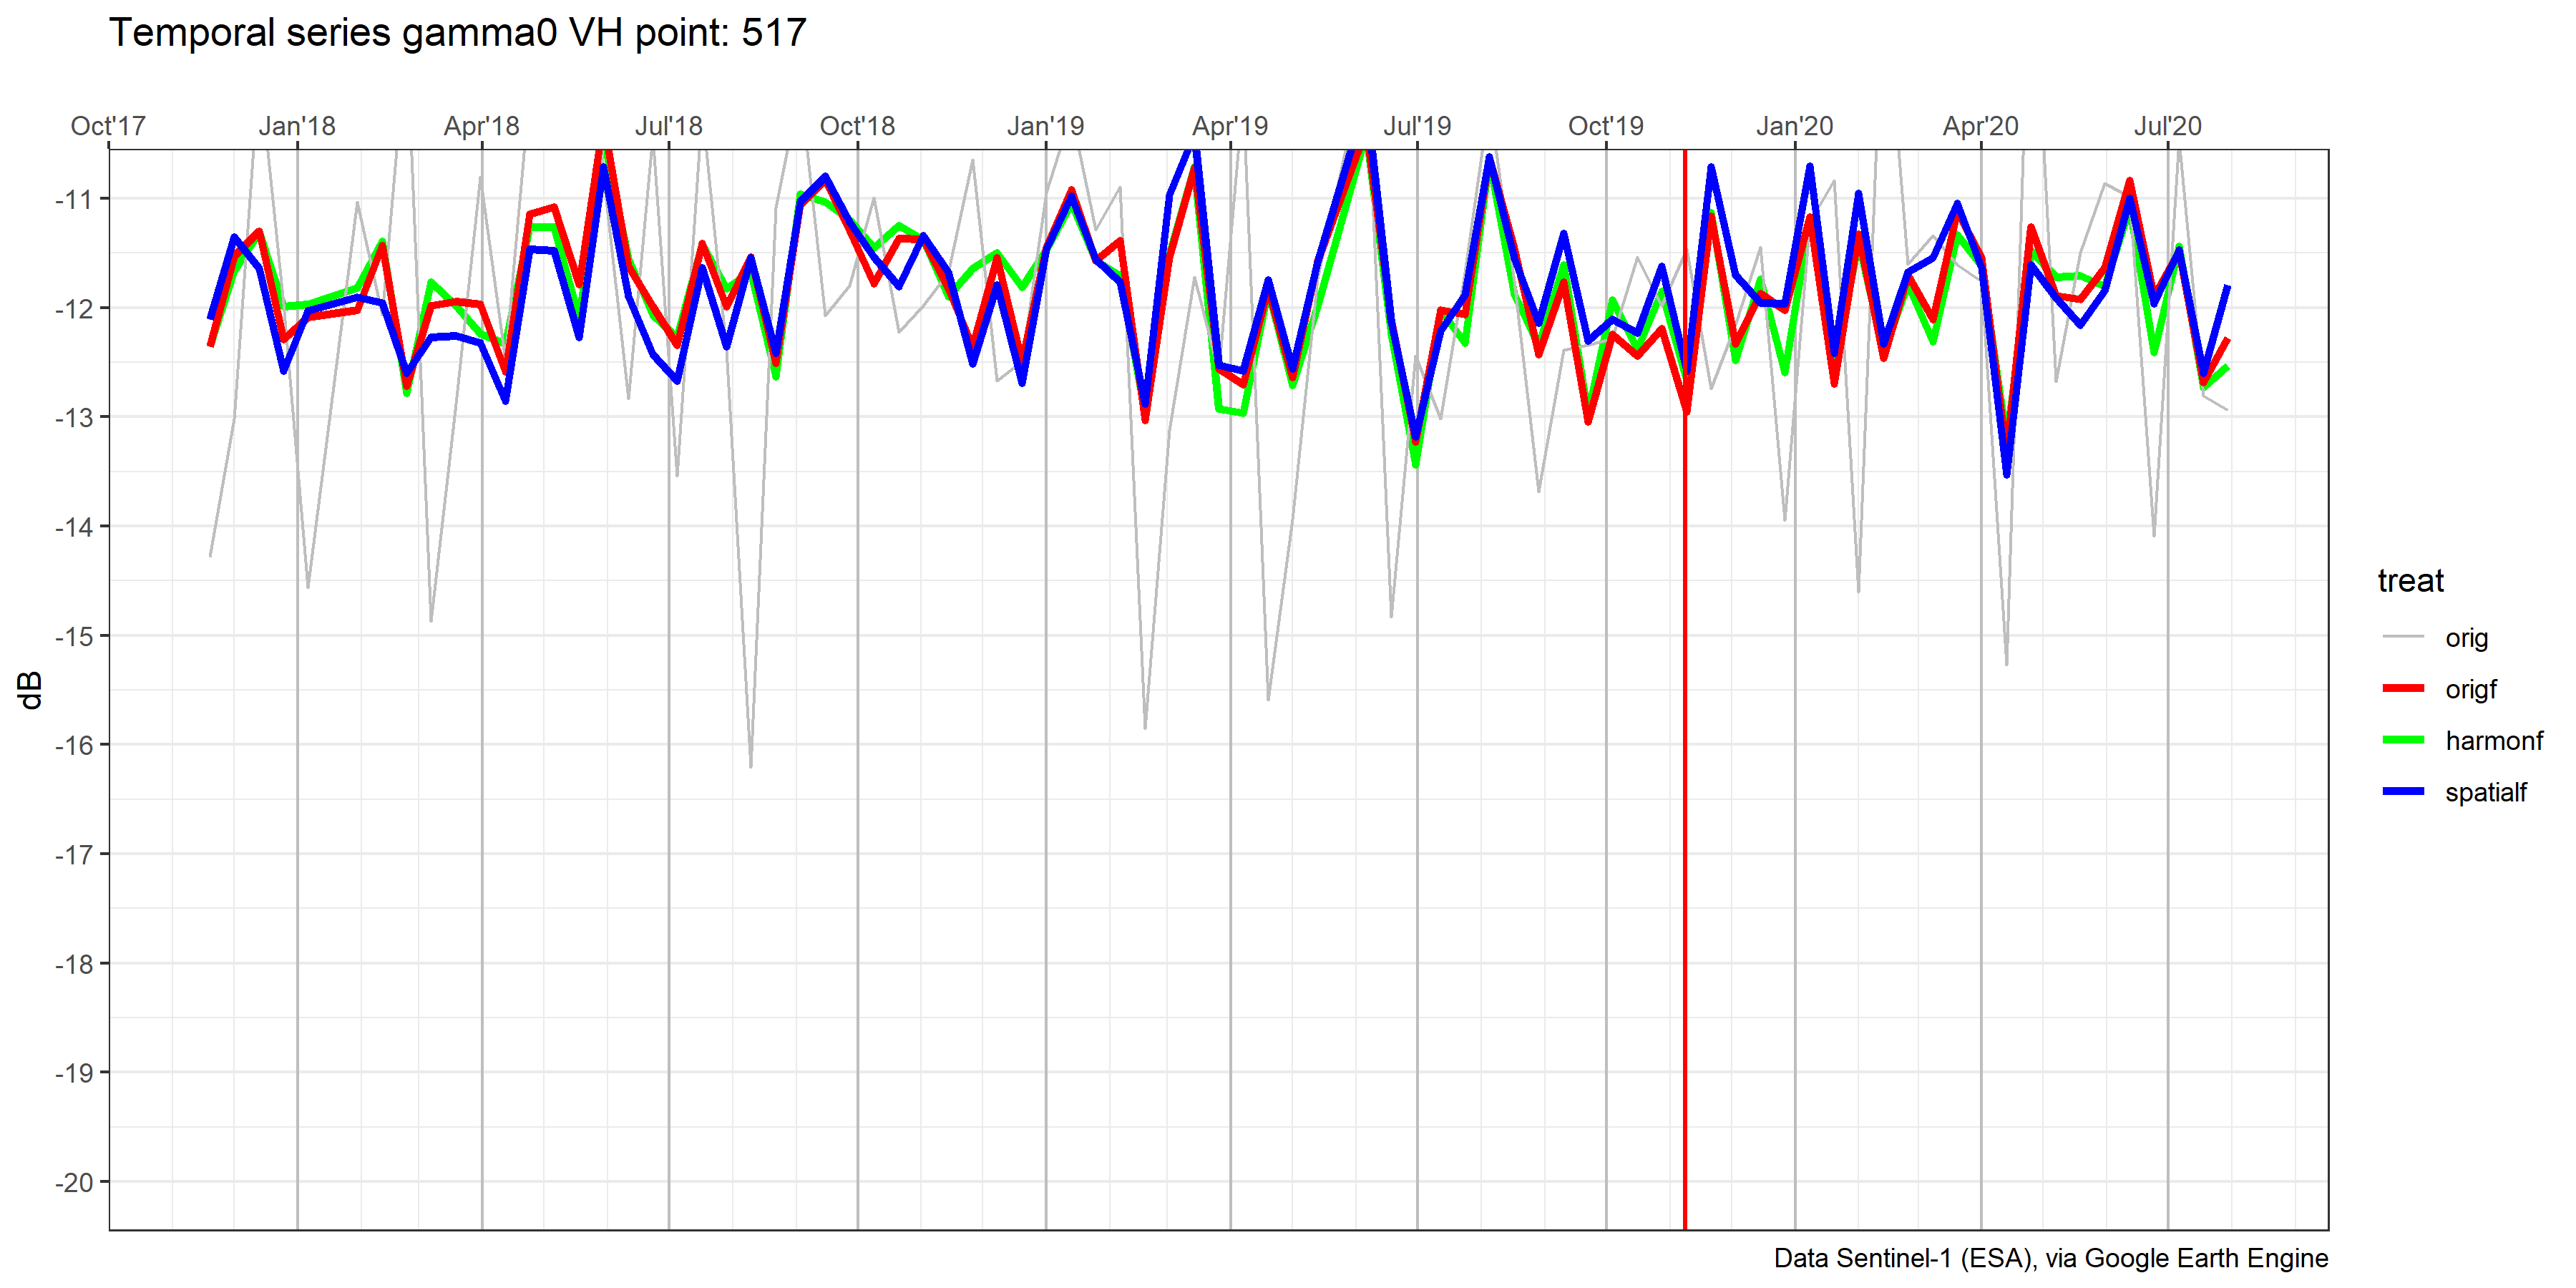 Temporal series gamma0 VH point: 517
Oct'17 Jan'18 Apr'18 Jul'18 Oct'18 Jan'19 Apr'19 Jul'19 Oct'19 Jan'20 Apr'20 Jul'20
-11
-12
-13
-14
-15
-16
-17
-18
-19
-20
dB
treat
orig
origf
harmonf
spatialf
Data Sentinel-1 (ESA), via Google Earth Engine